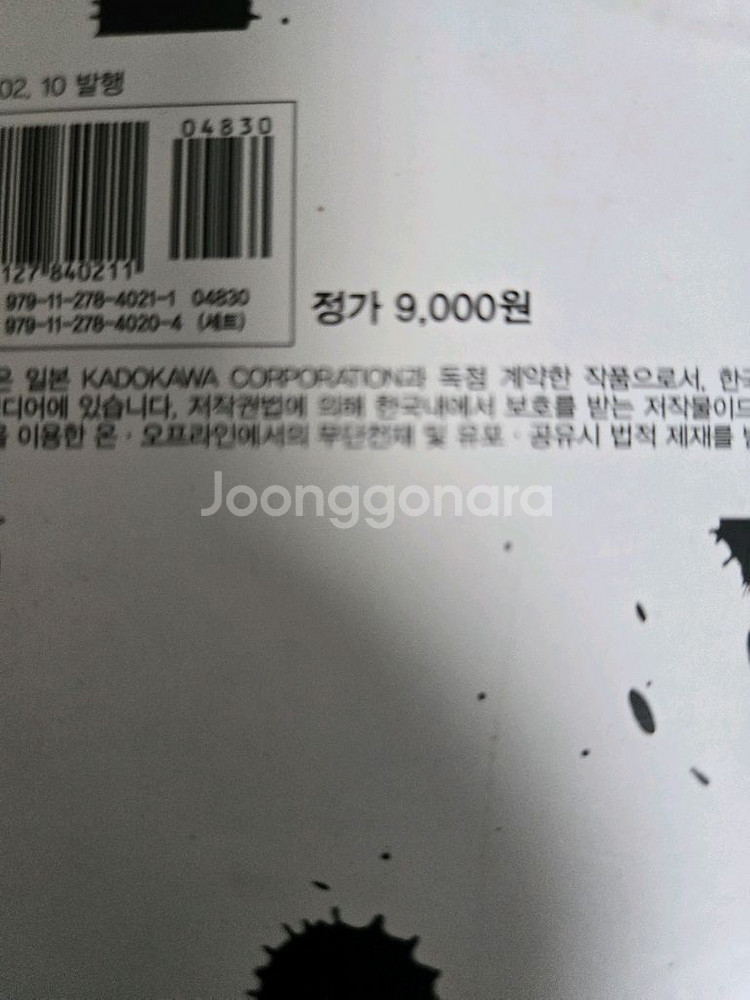 02. 10 발행
04830
127 840211
979-11-278-4021-1 04830
979-11-278-4020-4 (세트)
정가 9,000원
은 일본 KADOKAWA CORPORATION과 독점 계약한 작품으로서, 한국
디어에 있습니다. 저작권법에 의해 한국내에서 보호를 받는 저작물이므
을 이용한 온·오프라인에서의 무단전재 및 유포·공유시 법적 제재를 받
Joonggonara